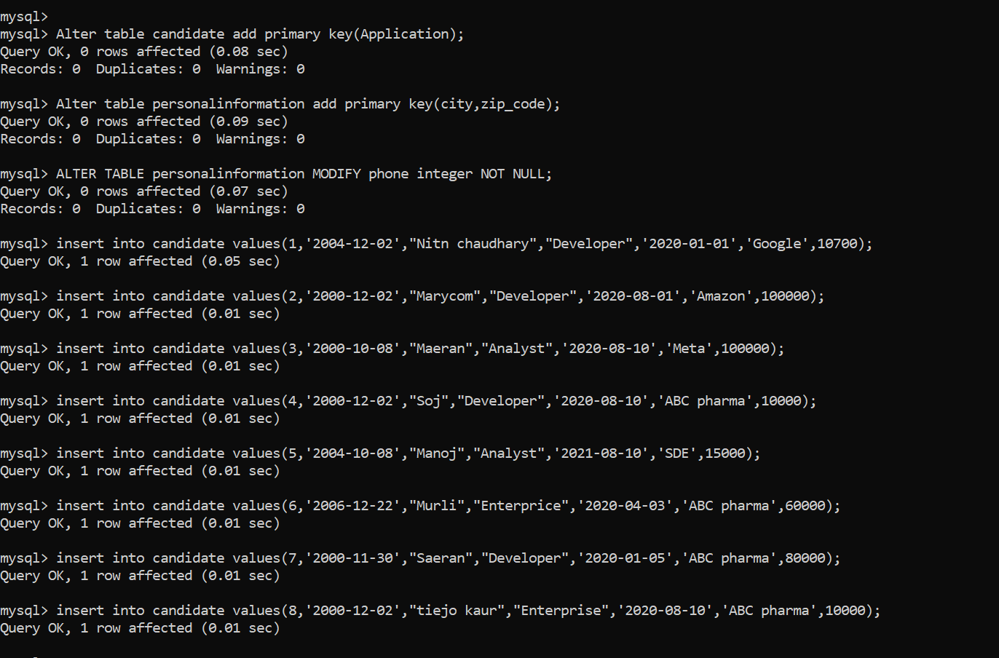 mysql>
mysql> Alter table candidate add primary key(Application);
Query OK, 0 rows affected (0.08 sec)
Records: 0  Duplicates: 0  Warnings: 0
mysql> Alter table personalinformation add primary key(city,zip_code);
Query OK, 0 rows affected (0.09 sec)
Records: 0  Duplicates: 0  Warnings: 0
mysql> ALTER TABLE personalinformation MODIFY phone integer NOT NULL;
Query OK, 0 rows affected (0.07 sec)
Records: 0  Duplicates: 0  Warnings: 0
mysql> insert into candidate values(1,'2004-12-02',"Nitn chaudhary","Developer",'2020-01-01','Google',10700);
Query OK, 1 row affected (0.05 sec)
mysql> insert into candidate values(2,'2000-12-02',"Marycom","Developer",'2020-08-01','Amazon',100000);
Query OK, 1 row affected (0.01 sec)
mysql> insert into candidate values(3,'2000-10-08',"Maeran","Analyst",'2020-08-10','Meta',100000);
Query OK, 1 row affected (0.01 sec)
mysql> insert into candidate values(4,'2000-12-02',"Soj","Developer",'2020-08-10','ABC pharma',10000);
Query OK, 1 row affected (0.01 sec)
mysql> insert into candidate values(5,'2004-10-08',"Manoj","Analyst",'2021-08-10','SDE',15000);
Query OK, 1 row affected (0.01 sec)
mysql> insert into candidate values(6,'2006-12-22',"Murli","Enterprice",'2020-04-03','ABC pharma',60000);
Query OK, 1 row affected (0.01 sec)
mysql> insert into candidate values(7,'2000-11-30',"Saeran","Developer",'2020-01-05','ABC pharma',80000);
Query OK, 1 row affected (0.01 sec)
mysql> insert into candidate values(8,'2000-12-02',"tiejo kaur","Enterprise",'2020-08-10','ABC pharma',10000);
Query OK, 1 row affected (0.01 sec)